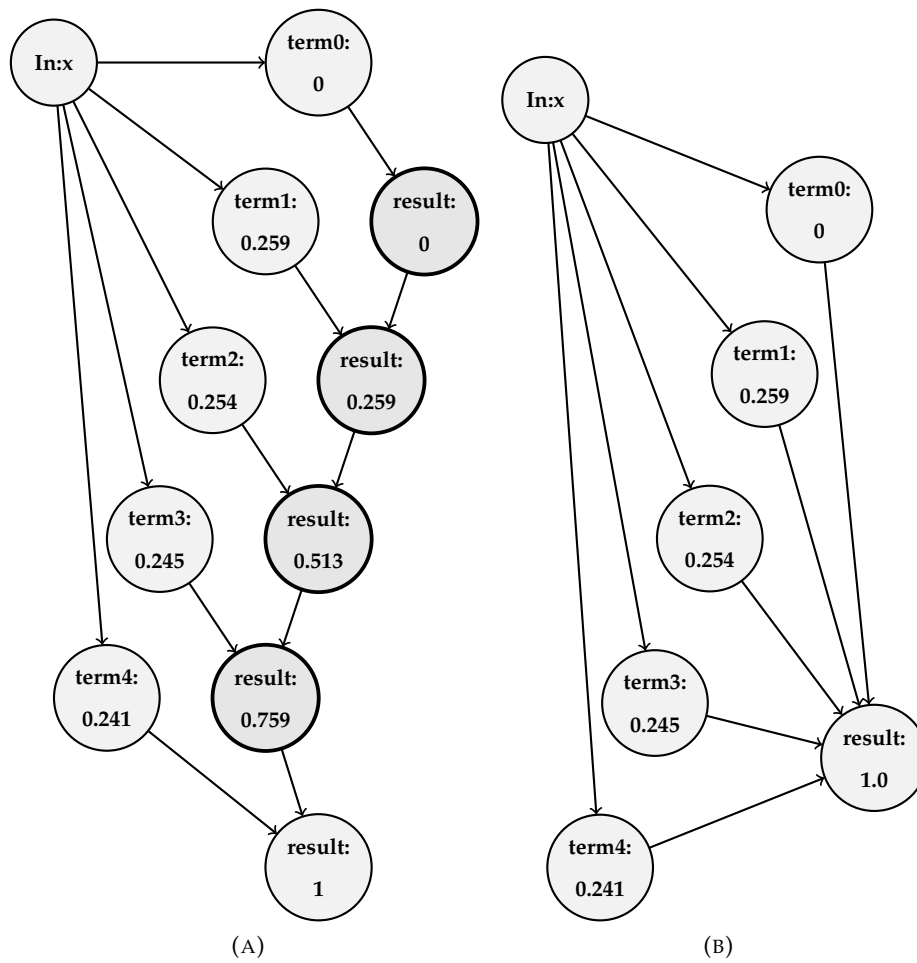 In:x
term0:
0
term1:
0.259
result:
0
term2:
0.254
result:
0.259
term3:
0.245
result:
0.513
term4:
0.241
result:
0.759
result:
1
(A)
In:x
term0:
0
term1:
0.259
term2:
0.254
term3:
0.245
result:
1.0
term4:
0.241
(B)